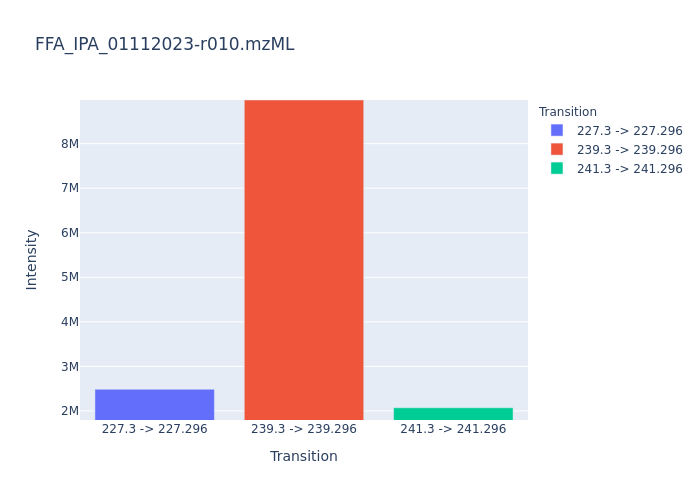 FFA_IPA_01112023-r010.mzML
Transition
227.3 -> 227.296
239.3 -> 239.296
241.3 -> 241.296
8M
7M
6M
5M
4M
3M
2M
Intensity
227.3 -> 227.296
239.3 -> 239.296
241.3 -> 241.296
Transition